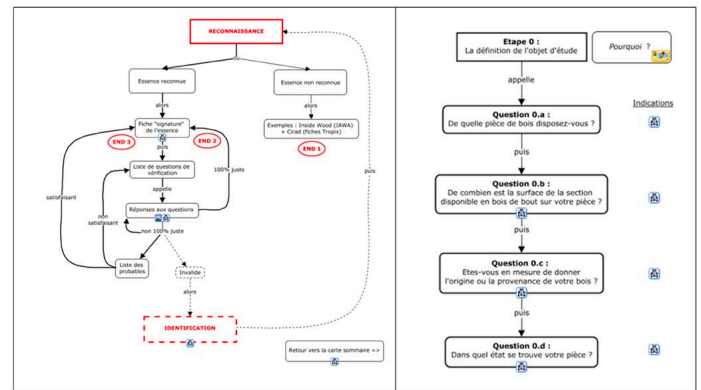 RECONNAISSANCE
ou
Essence reconnue
Essence non reconnue
alors
alors
Fiche "signature"
de l'essence
Exemples : Inside Wood (IAWA)
+ Cirad (fiches Tropix)
END 3
END 2
END 1
puis
Liste de questions de
vérification
100% juste
puis
appelle
satisfaisant
non
satisfaisant
Réponses aux questions
non 100% juste
Liste des
probables
Invalide
alors
IDENTIFICATION
Retour vers la carte sommaire =>
Etape 0 :
La définition de l'objet d'étude
Pourquoi ?
appelle
Indications
Question 0.a :
De quelle pièce de bois disposez-vous ?
puis
Question 0.b :
De combien est la surface de la section
disponible en bois de bout sur votre pièce ?
puis
Question 0.c :
Etes-vous en mesure de donner
l'origine ou la provenance de votre bois ?
puis
Question 0.d :
Dans quel état se trouve votre pièce ?